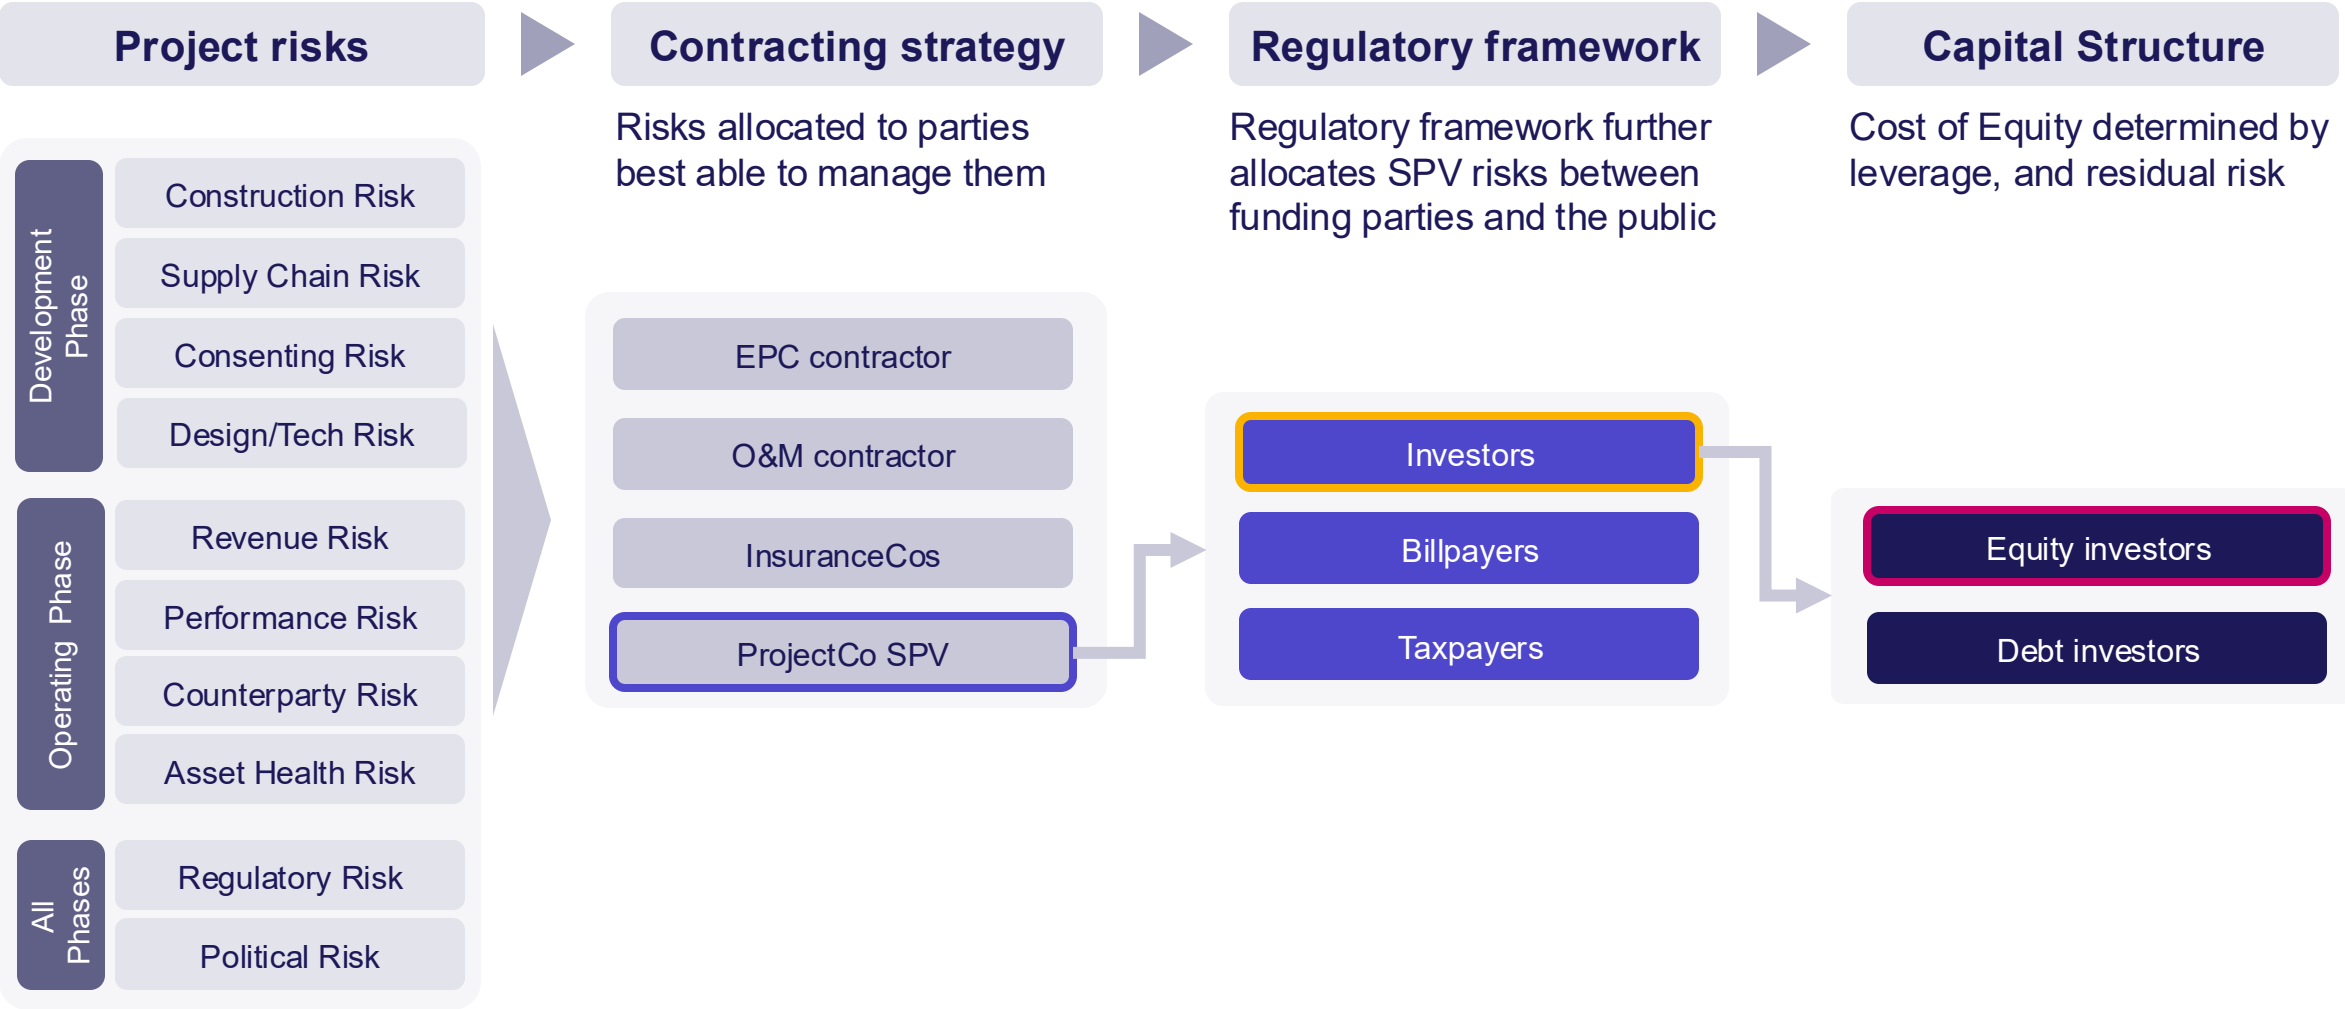 Project risks
Contracting strategy
Regulatory framework
Capital Structure
Risks allocated to parties
best able to manage them
Regulatory framework further
allocates SPV risks between
funding parties and the public
Cost of Equity determined by
leverage, and residual risk
Development
Phase
Construction Risk
Supply Chain Risk
Consenting Risk
Design/Tech Risk
Operating Phase
Revenue Risk
Performance Risk
Counterparty Risk
Asset Health Risk
All
Phases
Regulatory Risk
Political Risk
EPC contractor
O&M contractor
InsuranceCos
ProjectCo SPV
Investors
Billpayers
Taxpayers
Equity investors
Debt investors